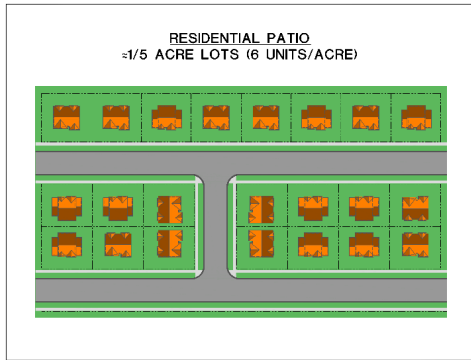 RESIDENTIAL PATIO
≈1/5 ACRE LOTS (6 UNITS/ACRE)